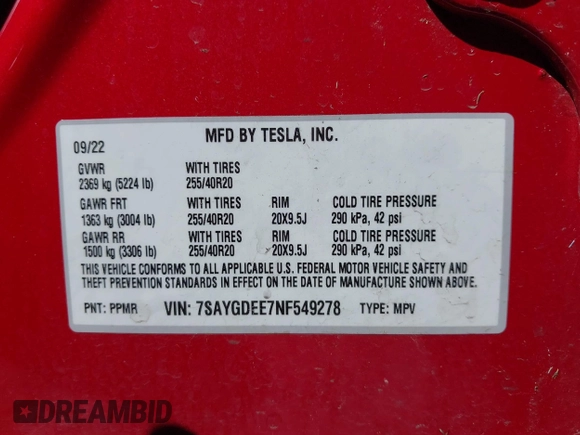 MFD BY TESLA, INC.
09/22
GVWR WITH TIRES
2369 kg (5224 lb) 255/40R20
GAWR FRT WITH TIRES RIM COLD TIRE PRESSURE
1363 kg (3004 lb) 255/40R20 20X9.5J 290 kPa, 42 psi
GAWR RR WITH TIRES RIM COLD TIRE PRESSURE
1500 kg (3306 lb) 255/40R20 20X9.5J 290 kPa, 42 psi
THIS VEHICLE CONFORMS TO ALL APPLICABLE U.S. FEDERAL MOTOR VEHICLE SAFETY AND
THEFT PREVENTION STANDARDS IN EFFECT ON THE DATE OF MANUFACTURE SHOWN ABOVE.
PNT: PPMR VIN: 7SAYGDEE7NF549278 TYPE: MPV
DREAMBID